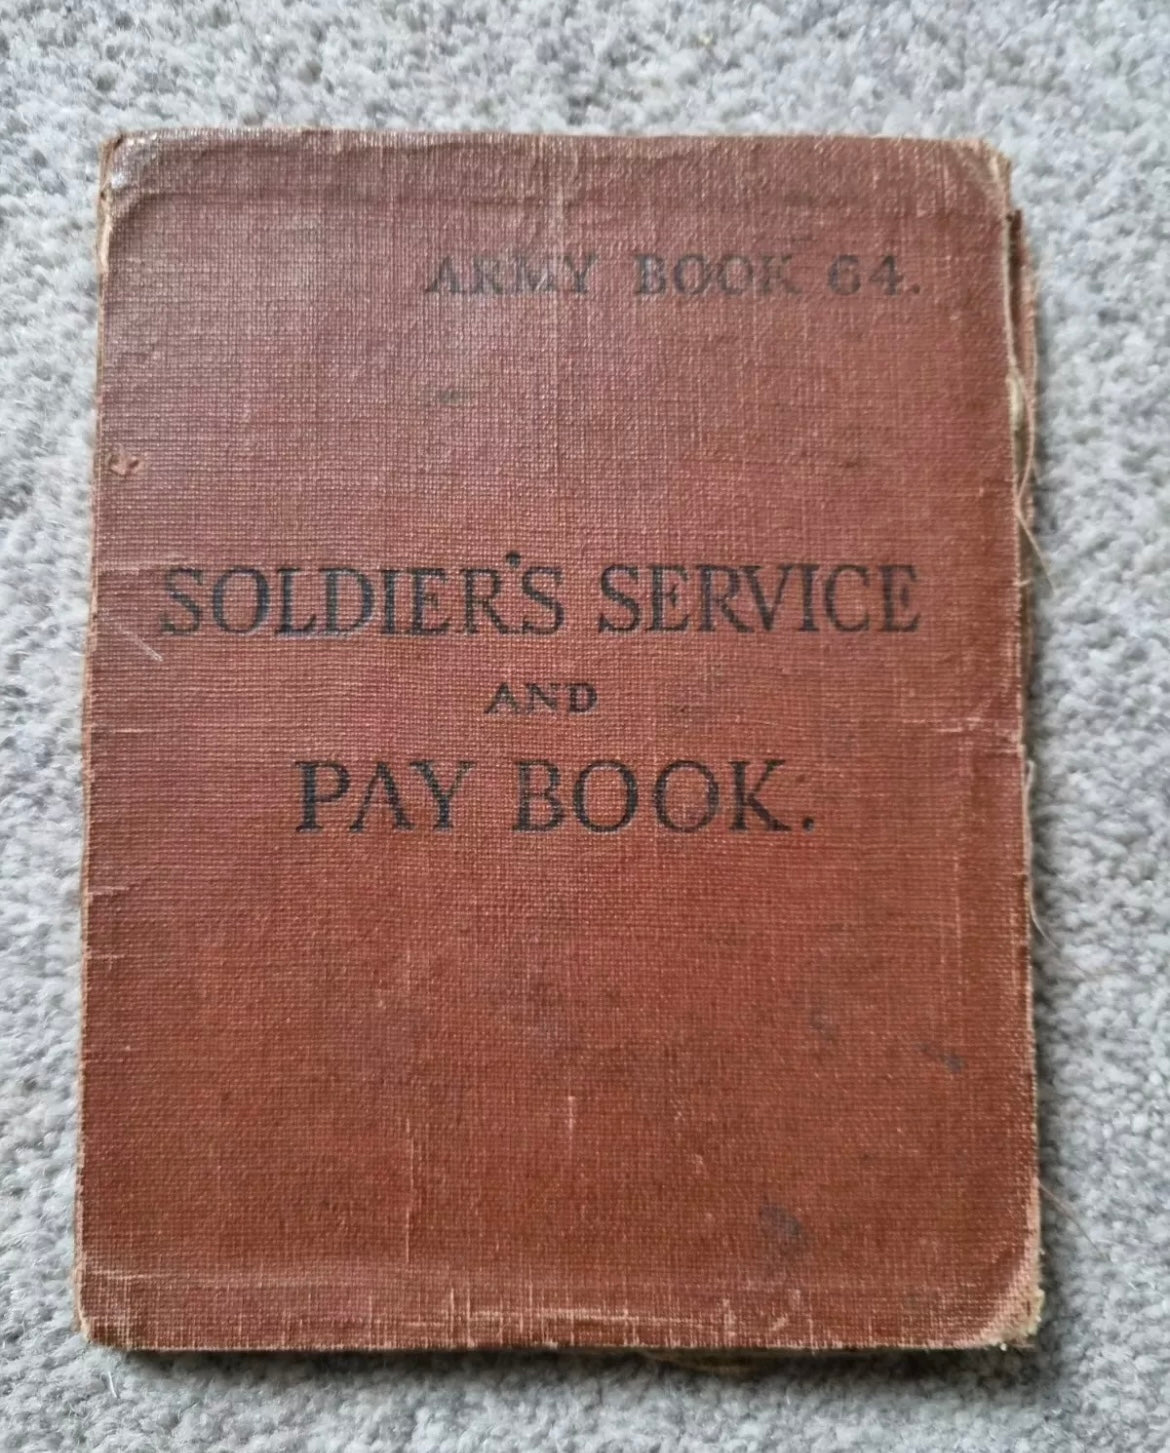 ARMY BOOK 64.
SOLDIER'S SERVICE
AND
PAY BOOK.